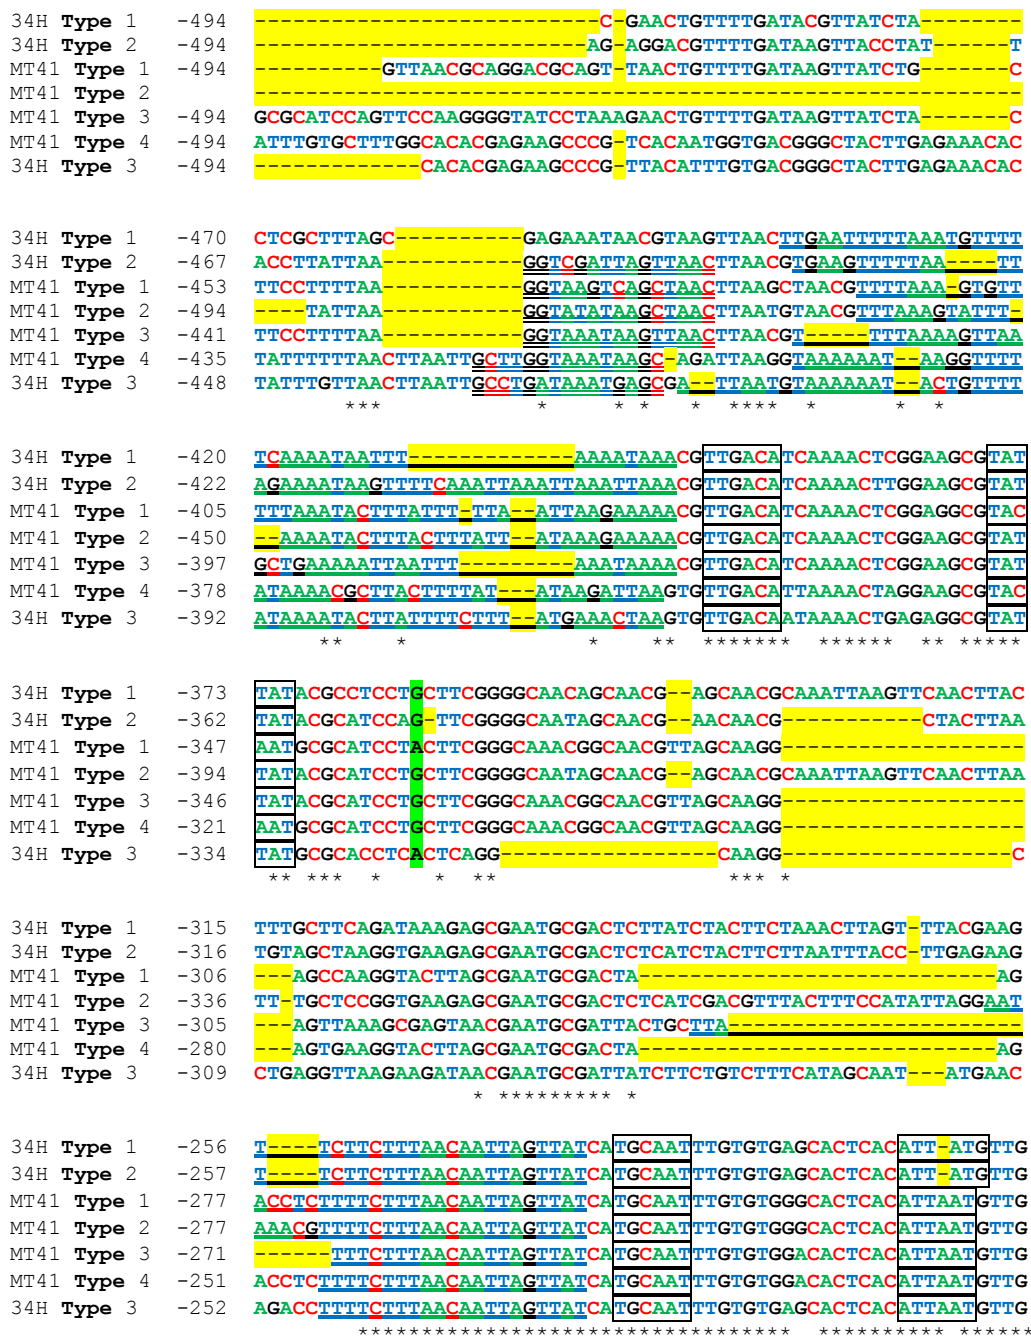 34H Type 1 -494 ---------------------------C-GAACTGTTTTGATACGTTATCTA--------
34H Type 2 -494 --------------------------AG-AGGACGTTTTGATAAGTTACCTAT------T
MT41 Type 1 -494 ----------GTTAACGCAGGACGCAGT-TAACTGTTTTGATAAGTTATCTG-------C
MT41 Type 2 -494 ------------------------------------------------------------
MT41 Type 3 -494 GCGCATCCAGTTCCAAGGGGTATCCTAAAGAACTGTTTTGATAAGTTATCTA-------C
MT41 Type 4 -494 ATTTGTGCTTTGGCACACGAGAAGCCCG-TCACAATGGTGACGGGCTACTTGAGAAACAC
34H Type 3 -494 -------------CACACGAGAAGCCCG-TTACATTTGTGACGGGCTACTTGAGAAACAC
34H Type 1 -470 CTCGCTTTAGC----------GAGAAATAACGTAAGTTAACTTGAATTTTTAAATGTTTT
34H Type 2 -467 ACCTTATTAA-----------GGTCGATTAGTTAACTTAACGTGAAGTTTTTAA----TT
MT41 Type 1 -453 TTCCTTTTAA-----------GGTAAGTCAGCTAACTTAAGCTAACGTTTTAAA-GTGTT
MT41 Type 2 -494 ----TATTAA-----------GGTATATAAGCTAACTTAATGTAACGTTTAAAGTATTT-
MT41 Type 3 -441 TTCCTTTTAA-----------GGTAAATAAGTTAACTTAACGT-----TTTAAAAGTTAA
MT41 Type 4 -435 TATTTTTTAACTTAATTGCTTGGTAAATAAGC-AGATTAAGGTAAAAAAT--AAGGTTTT
34H Type 3 -448 TATTTGTTAACTTAATTGCCTGATAAATGAGCGA--TTAATGTAAAAAAT--ACTGTTTT
*** * * * * **** * * *
34H Type 1 -420 TCAAAATAATTT-------------AAAATAAACGTTGACATCAAAACTCGGAAGCGTAT
34H Type 2 -422 AGAAAATAAGTTTTCAAATTAAATTAAATTAAACGTTGACATCAAAACTTGGAAGCGTAT
MT41 Type 1 -405 TTTAAATACTTTATTT-TTA--ATTAAGAAAAACGTTGACATCAAAACTCGGAGGCGTAC
MT41 Type 2 -450 --AAAATACTTTACTTTATT--ATAAAGAAAAACGTTGACATCAAAACTCGGAAGCGTAT
MT41 Type 3 -397 GCTGAAAAATTAATTT---------AAATAAAACGTTGACATCAAAACTCGGAAGCGTAT
MT41 Type 4 -378 ATAAAACGCTTACTTTTAT---ATAAGATTAAGTGTTGACATTAAAACTAGGAAGCGTAC
34H Type 3 -392 ATAAAATACTTATTTTCTTT--ATGAAACTAAGTGTTGACAATAAAACTGAGAGGCGTAT
** * * ** ******* ****** ** *****
34H Type 1 -373 TATACGCCTCCTGCTTCGGGGCAACAGCAACG--AGCAACGCAAATTAAGTTCAACTTAC
34H Type 2 -362 TATACGCATCCAG-TTCGGGGCAATAGCAACG--AACAACG-----------CTACTTAA
MT41 Type 1 -347 AATGCGCATCCTACTTCGGGCAAACGGCAACGTTAGCAAGG-------------------
MT41 Type 2 -394 TATACGCATCCTGCTTCGGGGCAATAGCAACG--AGCAACGCAAATTAAGTTCAACTTAA
MT41 Type 3 -346 TATACGCATCCTGCTTCGGGCAAACGGCAACGTTAGCAAGG-------------------
MT41 Type 4 -321 AATGCGCATCCTGCTTCGGGCAAACGGCAACGTTAGCAAGG-------------------
34H Type 3 -334 TATGCGCACCTCACTCAGG-----------------CAAGG------------------C
** *** * * ** *** *
34H Type 1 -315 TTTGCTTCAGATAAAGAGCGAATGCGACTCTTATCTACTTCTAAACTTAGT-TTACGAAG
34H Type 2 -316 TGTAGCTAAGGTGAAGAGCGAATGCGACTCTCATCTACTTCTTAATTTACC-TTGAGAAG
MT41 Type 1 -306 ---AGCCAAGGTACTTAGCGAATGCGACTA----------------------------AG
MT41 Type 2 -336 TT-TGCTCCGGTGAAGAGCGAATGCGACTCTCATCGACGTTTACTTTCCATATTAGGAAT
MT41 Type 3 -305 ---AGTTAAAGCGAGTAACGAATGCGATTACTGCTTA-----------------------
MT41 Type 4 -280 ---AGTGAAGGTACTTAGCGAATGCGACTA----------------------------AG
34H Type 3 -309 CTGAGGTTAAGAAGATAACGAATGCGATTATCTTCTGTCTTTCATAGCAAT---ATGAAC
* ********* *
34H Type 1 -256 T----TCTTCTTTAACAATTAGTTATCATGCAATTTGTGTGAGCACTCACATT-ATGTTG
34H Type 2 -257 T----TCTTCTTTAACAATTAGTTATCATGCAATTTGTGTGAGCACTCACATT-ATGTTG
MT41 Type 1 -277 ACCTCTTTTCTTTAACAATTAGTTATCATGCAATTTGTGTGGGCACTCACATTAATGTTG
MT41 Type 2 -277 AAACGTTTTCTTTAACAATTAGTTATCATGCAATTTGTGTGGGCACTCACATTAATGTTG
MT41 Type 3 -271 ------TTTCTTTAACAATTAGTTATCATGCAATTTGTGTGGACACTCACATTAATGTTG
MT41 Type 4 -251 ACCTCTTTTCTTTAACAATTAGTTATCATGCAATTTGTGTGGACACTCACATTAATGTTG
34H Type 3 -252 AGACCTTTTCTTTAACAATTAGTTATCATGCAATTTGTGTGAGCACTCACATTAATGTTG
********************************** ********** ******